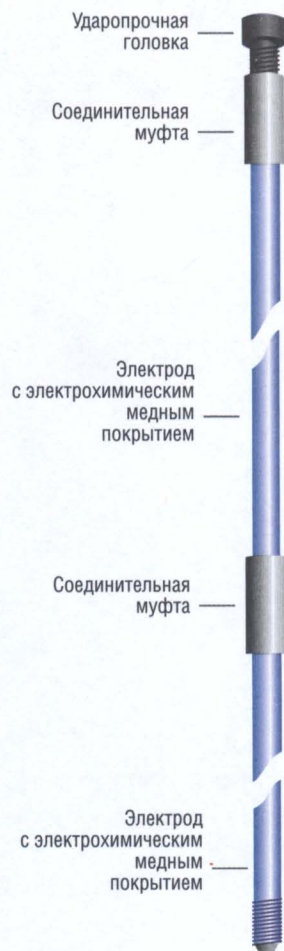 Ударопрочная
головка
Соединительная
муфта
Электрод
с электрохимическим
медным
покрытием
Соединительная
муфта
Электрод
с электрохимическим
медным
покрытием